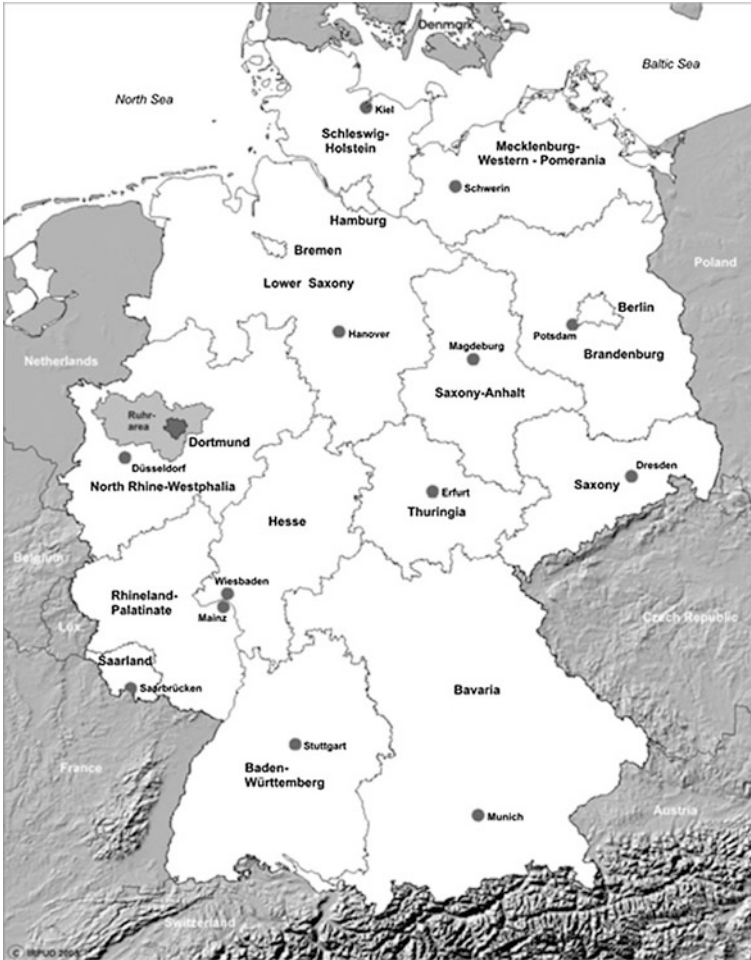 Denmark
Baltic Sea
North Sea
Kiel
Schleswig-
Holstein
Mecklenburg-
Western - Pomerania
Schwerin
Hamburg
Bremen
Poland
Lower Saxony
Berlin
Hanover
Potsdam
Magdeburg
Brandenburg
Netherlands
Saxony-Anhalt
Ruhr-
area
Dortmund
Düsseldorf
Dresden
North Rhine-Westphalia
Saxony
Erfurt
Thuringia
Hesse
Belgium
Wiesbaden
Rhineland-
Palatinate
Mainz
Czech Republic
Lux.
Saarland
Saarbrücken
Bavaria
Stuttgart
France
Baden-
Württemberg
Austria
Munich
Switzerland
© IRPUD